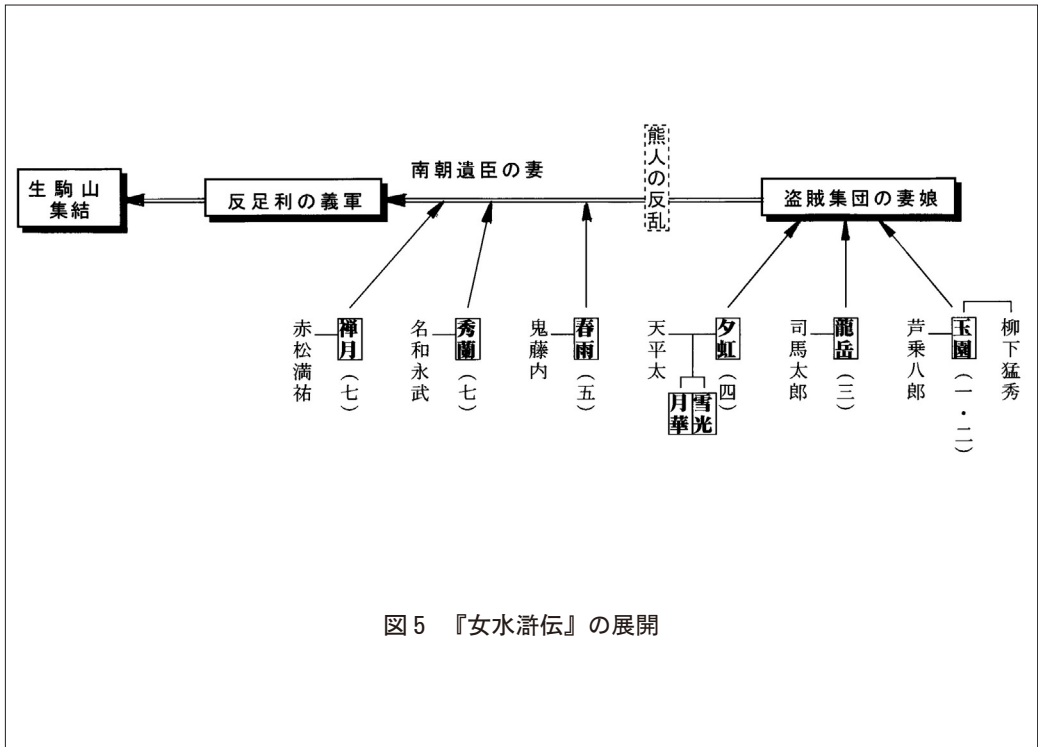 熊人の反乱
南朝遺臣の妻
生駒山
集結
反足利の義軍
盗賊集団の妻娘
柳下猛秀
玉園(一・二)
芦乗八郎
龍岳(三)
司馬太郎
夕虹(四)
雪光
月華
天平太
春雨(五)
鬼藤内
秀蘭(七)
名和永武
禅月(七)
赤松満祐
図5 『女水滸伝』の展開